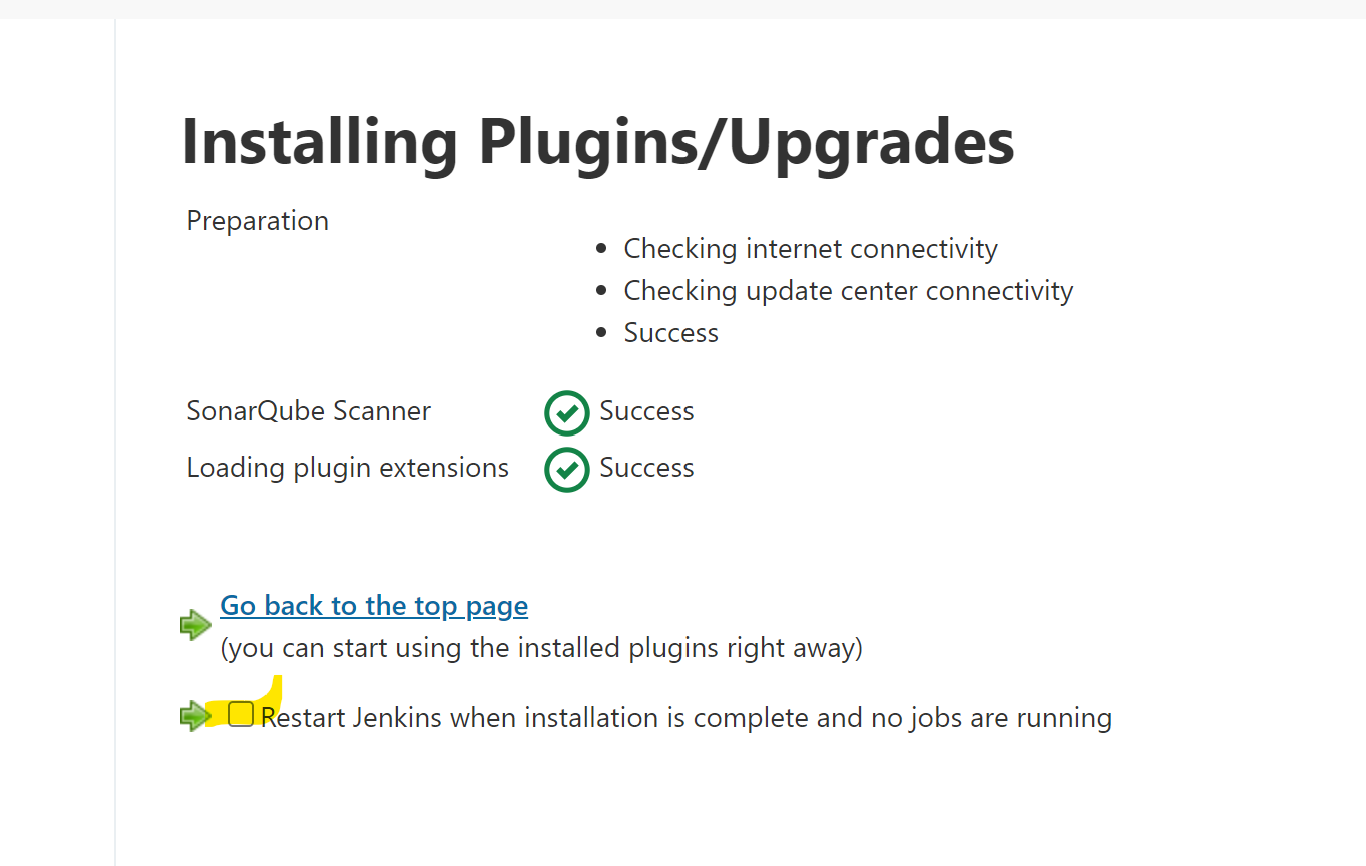 Installing Plugins/Upgrades
Preparation
Checking internet connectivity
Checking update center connectivity
Success
SonarQube Scanner Success
Loading plugin extensions Success
Go back to the top page
(you can start using the installed plugins right away)
Restart Jenkins when installation is complete and no jobs are running